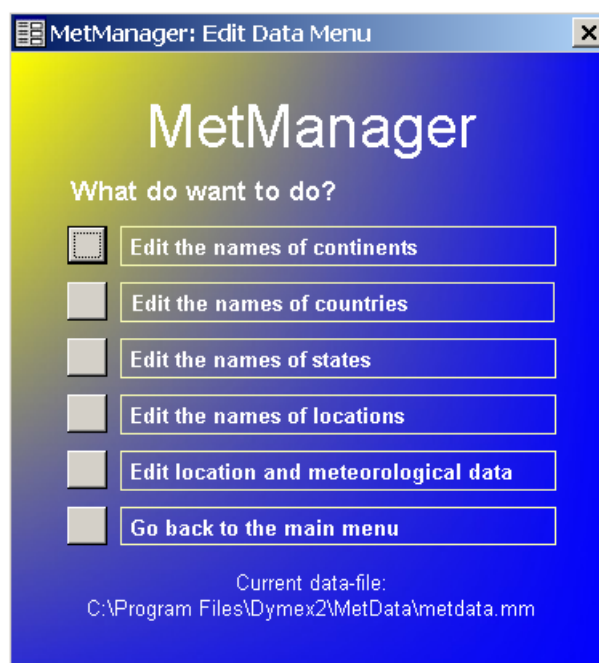 MetManager: Edit Data Menu
MetManager
What do want to do?
Edit the names of continents
Edit the names of countries
Edit the names of states
Edit the names of locations
Edit location and meteorological data
Go back to the main menu
Current data-file:
C:\Program Files\Dymex2\MetData\metdata.mm